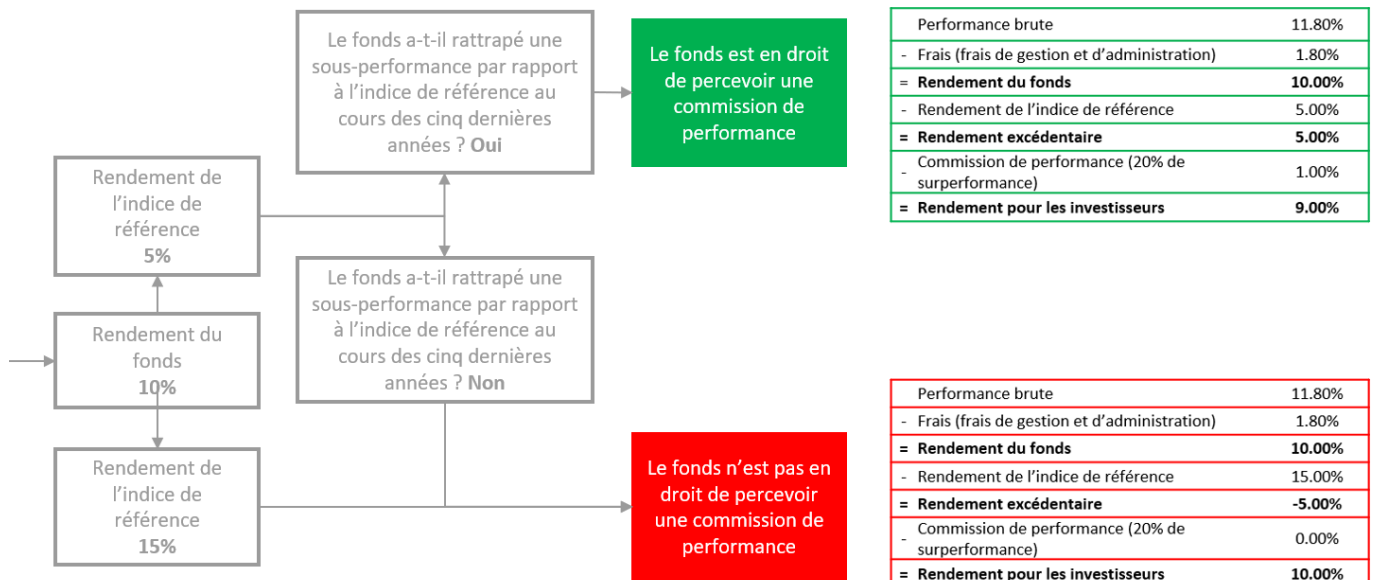 Le fonds a-t-il rattrapé une
sous-performance par rapport
à l'indice de référence au
cours des cinq dernières
années ? Oui
Le fonds est en droit
de percevoir une
commission de
performance
Performance brute 11.80%
- Frais (frais de gestion et d'administration) 1.80%
= Rendement du fonds 10.00%
- Rendement de l'indice de référence 5.00%
= Rendement excédentaire 5.00%
- Commission de performance (20% de
surperformance) 1.00%
= Rendement pour les investisseurs 9.00%
Rendement de
l'indice de
référence
5%
Le fonds a-t-il rattrapé une
sous-performance par rapport
à l'indice de référence au
cours des cinq dernières
années ? Non
Rendement du
fonds
10%
Rendement de
l'indice de
référence
15%
Le fonds n'est pas en
droit de percevoir
une commission de
performance
Performance brute 11.80%
- Frais (frais de gestion et d'administration) 1.80%
= Rendement du fonds 10.00%
- Rendement de l'indice de référence 15.00%
= Rendement excédentaire -5.00%
- Commission de performance (20% de
surperformance) 0.00%
= Rendement pour les investisseurs 10.00%